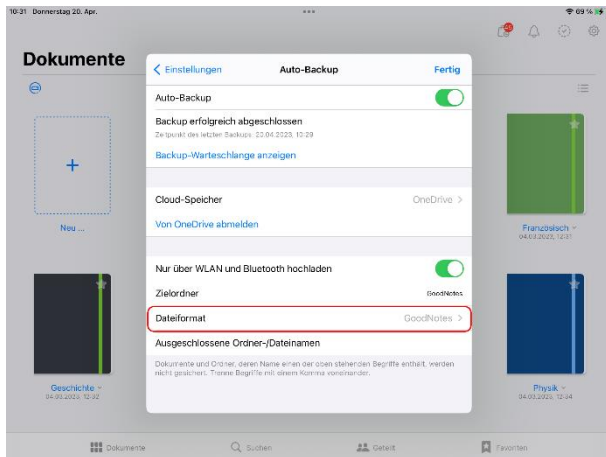 10:31 Donnerstag 20. Apr.
69 %
Dokumente
Einstellungen
Auto-Backup
Fertig
Auto-Backup
Backup erfolgreich abgeschlossen
Zeitpunkt des letzten Backups: 20.04.2023, 10:29
Backup-Warteschlange anzeigen
Cloud-Speicher
OneDrive
Von OneDrive abmelden
Nur über WLAN und Bluetooth hochladen
Zielordner
GoodNotes
Dateiformat
GoodNotes
Ausgeschlossene Ordner-/Dateinamen
Dokumente und Ordner, deren Name einen der oben stehenden Begriffe enthält, werden
nicht gesichert. Trenne Begriffe mit einem Komma voneinander.
Neu ...
Französisch
04.03.2023, 12:31
Geschichte
04.03.2023, 12:32
Physik
04.03.2023, 12:34
Dokumente
Suchen
Geteilt
Favoriten